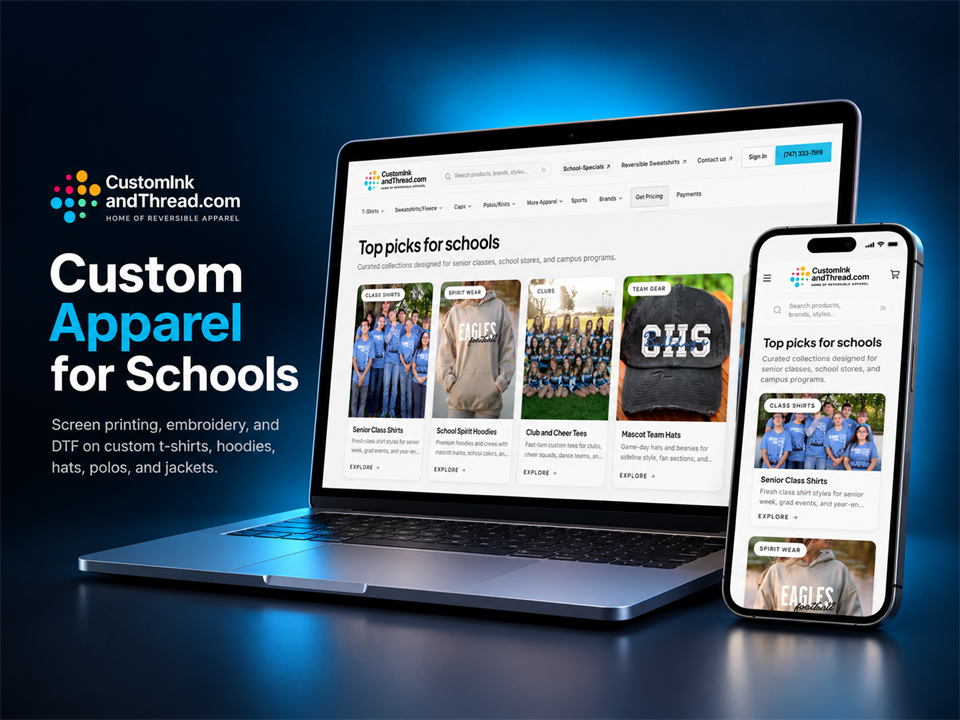 CustomInk
andThread.com
HOME OF REVERSIBLE APPAREL
Custom
Apparel
for Schools
Screen printing, embroidery, and
DTF on custom t-shirts, hoodies,
hats, polos, and jackets.
CustomInk
andThread.com
HOME OF REVERSIBLE APPAREL
Search products, brands, styles...
School-Specials
Reversible Sweatshirts
Contact us
Sign In
(747) 333-7919
T-Shirts
Sweatshirts/Fleece
Caps
Polos/Knits
More Apparel
Sports
Brands
Get Pricing
Payments
Top picks for schools
Curated collections designed for senior classes, school stores, and campus programs.
CLASS SHIRTS
Senior Class Shirts
Fresh class shirt styles for senior
week, grad events, and year-en...
EXPLORE →
SPIRIT WEAR
EAGLES
football
School Spirit Hoodies
Premium hoodies and crews with
mascot marks, school colors, an...
EXPLORE →
CLUBS
Club and Cheer Tees
Fast-turn custom tees for clubs,
cheer squads, dance teams, an...
EXPLORE →
TEAM GEAR
GHS
Mascot Team Hats
Game-day hats and beanies for
sideline style, fan sections, and...
EXPLORE →
CustomInk
andThread.com
HOME OF REVERSIBLE APPAREL
Search products,
brands, styles...
Top picks for schools
Curated collections designed for
senior classes, school stores, and
campus programs.
CLASS SHIRTS
Senior Class Shirts
Fresh class shirt styles for senior
week, grad events, and year-en...
EXPLORE →
SPIRIT WEAR
EAGLES
football